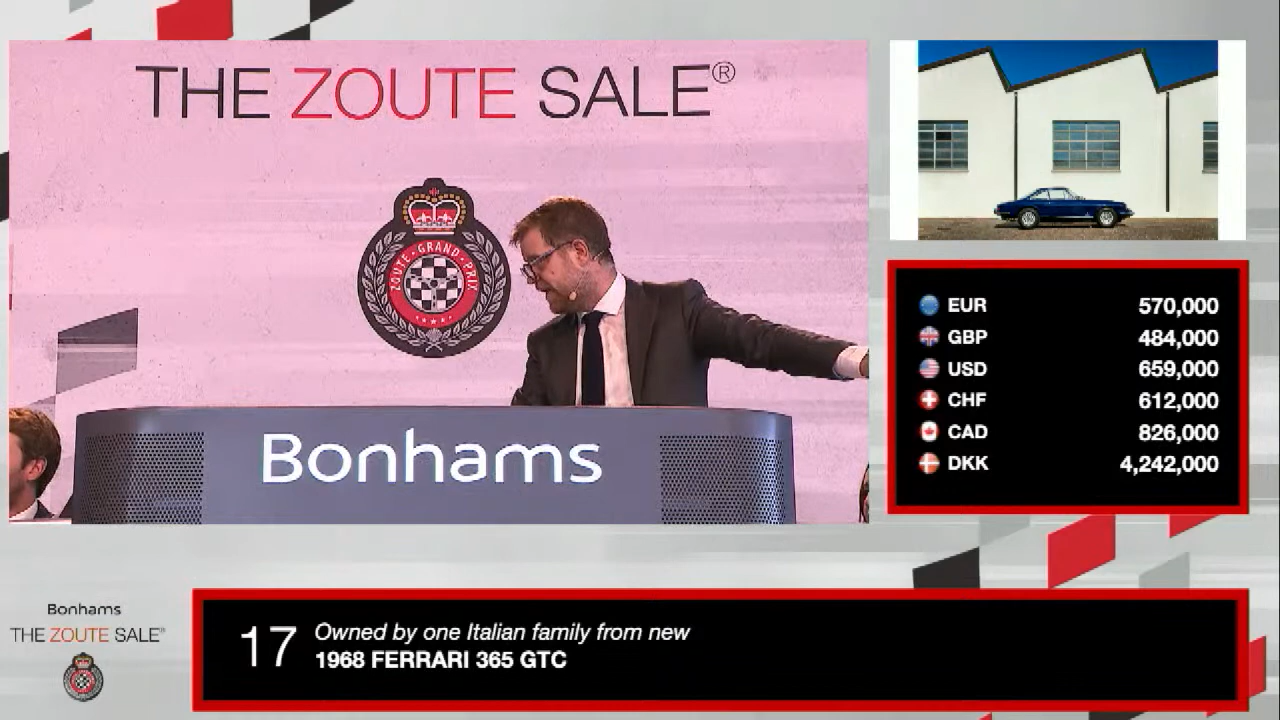 THE ZOUTE SALE®
ZOUTE·GRAND·PRIX
Bonhams
EUR 570,000
GBP 484,000
USD 659,000
CHF 612,000
CAD 826,000
DKK 4,242,000
Bonhams
THE ZOUTE SALE®
17
Owned by one Italian family from new
1968 FERRARI 365 GTC